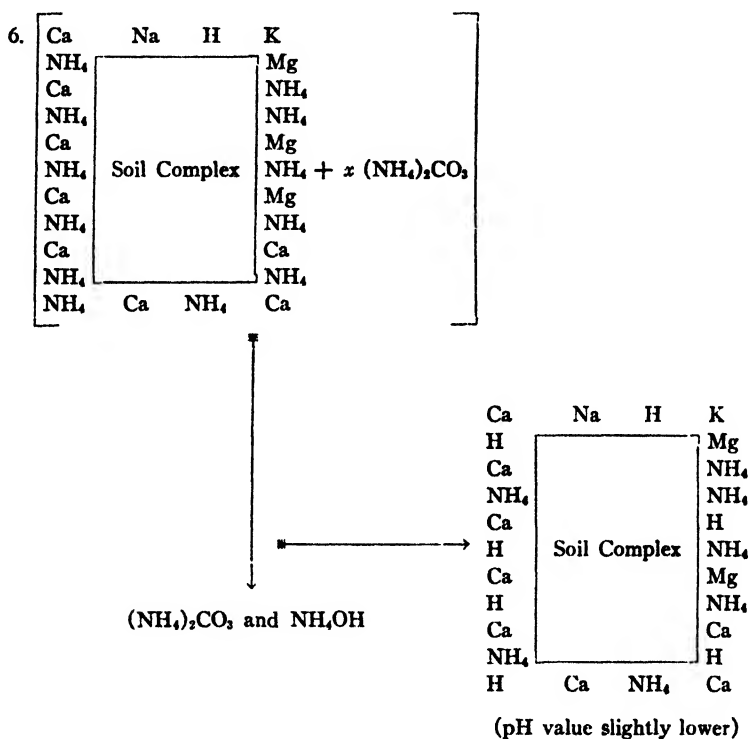 6. Ca Na H K
NH₄ Mg
Ca NH₄
NH₄ NH₄
Ca Mg
NH₄ Soil Complex NH₄ + x (NH₄)₂CO₃
Ca Mg
NH₄ NH₄
Ca Ca
NH₄ NH₄
NH₄ Ca NH₄ Ca
Ca Na H K
H Mg
Ca NH₄
NH₄ NH₄
Ca H
H Soil Complex NH₄
Ca Mg
H NH₄
Ca Ca
NH₄ H
H Ca NH₄ Ca
(NH₄)₂CO₃ and NH₄OH
(pH value slightly lower)